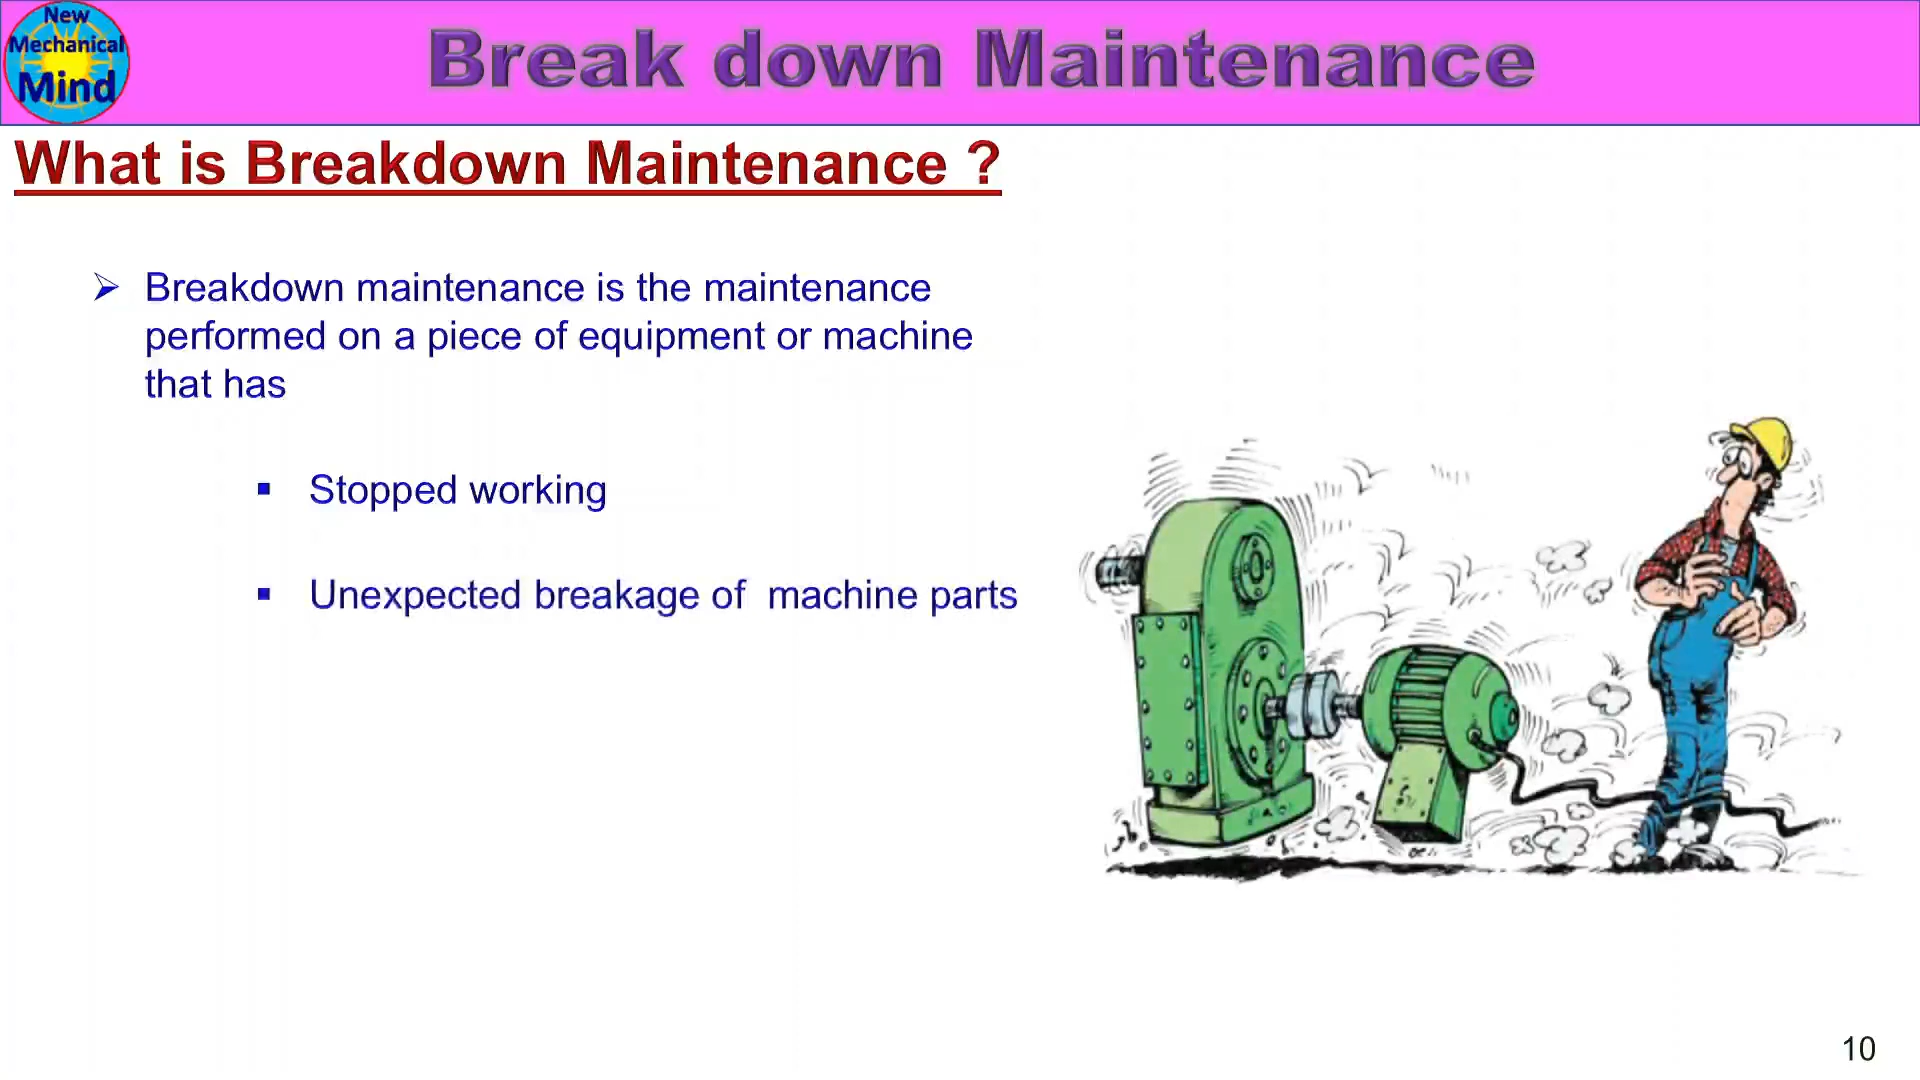 New
Mechanical
Mind
Break down Maintenance
What is Breakdown Maintenance ?
Breakdown maintenance is the maintenance
performed on a piece of equipment or machine
that has
Stopped working
Unexpected breakage of machine parts
10